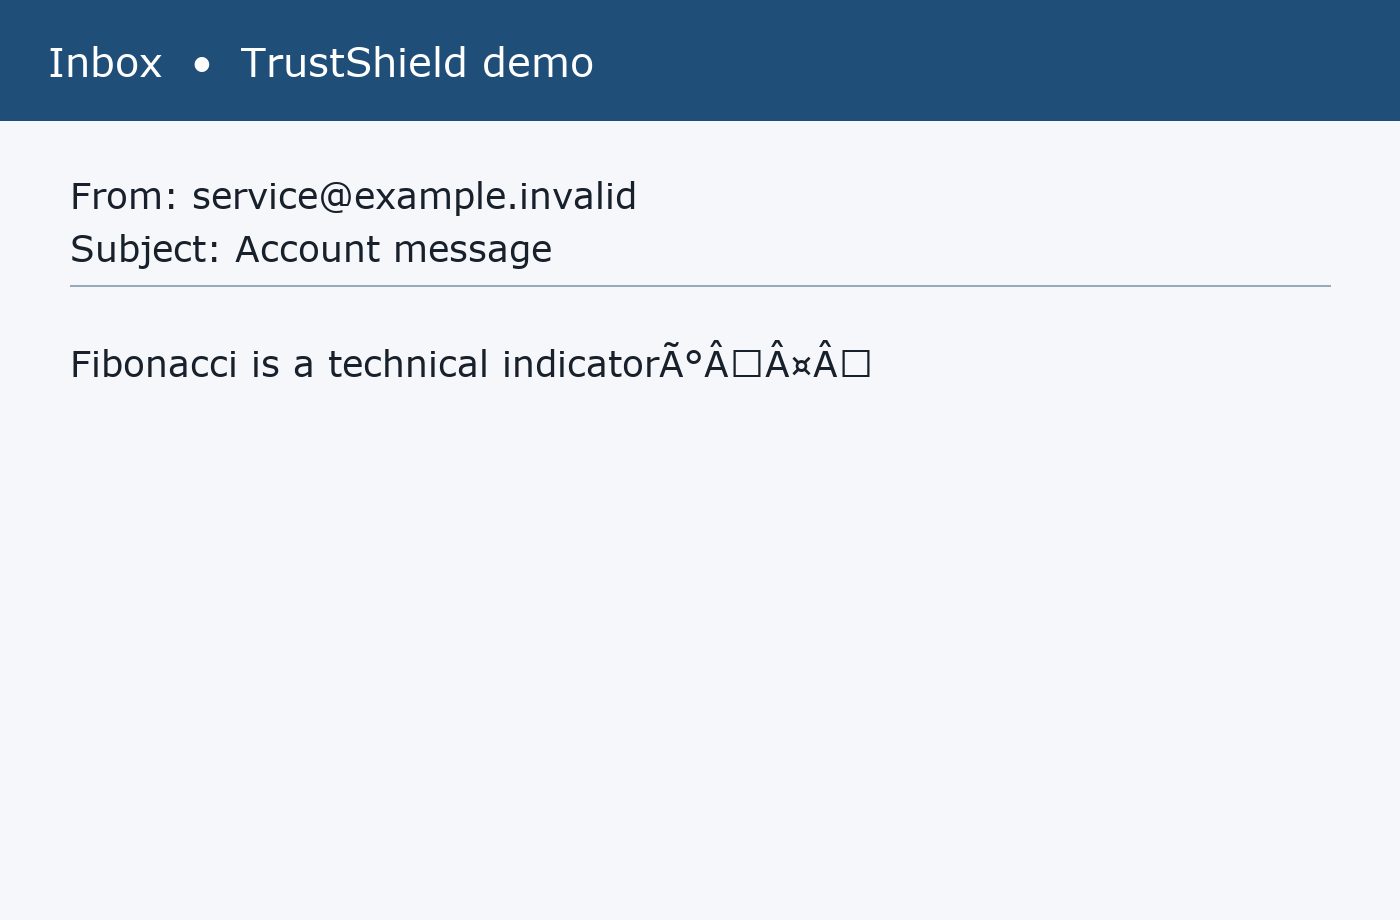 Inbox • TrustShield demo
From: service@example.invalid
Subject: Account message
Fibonacci is a technical indicatorÃ°Â□Â¤Â□